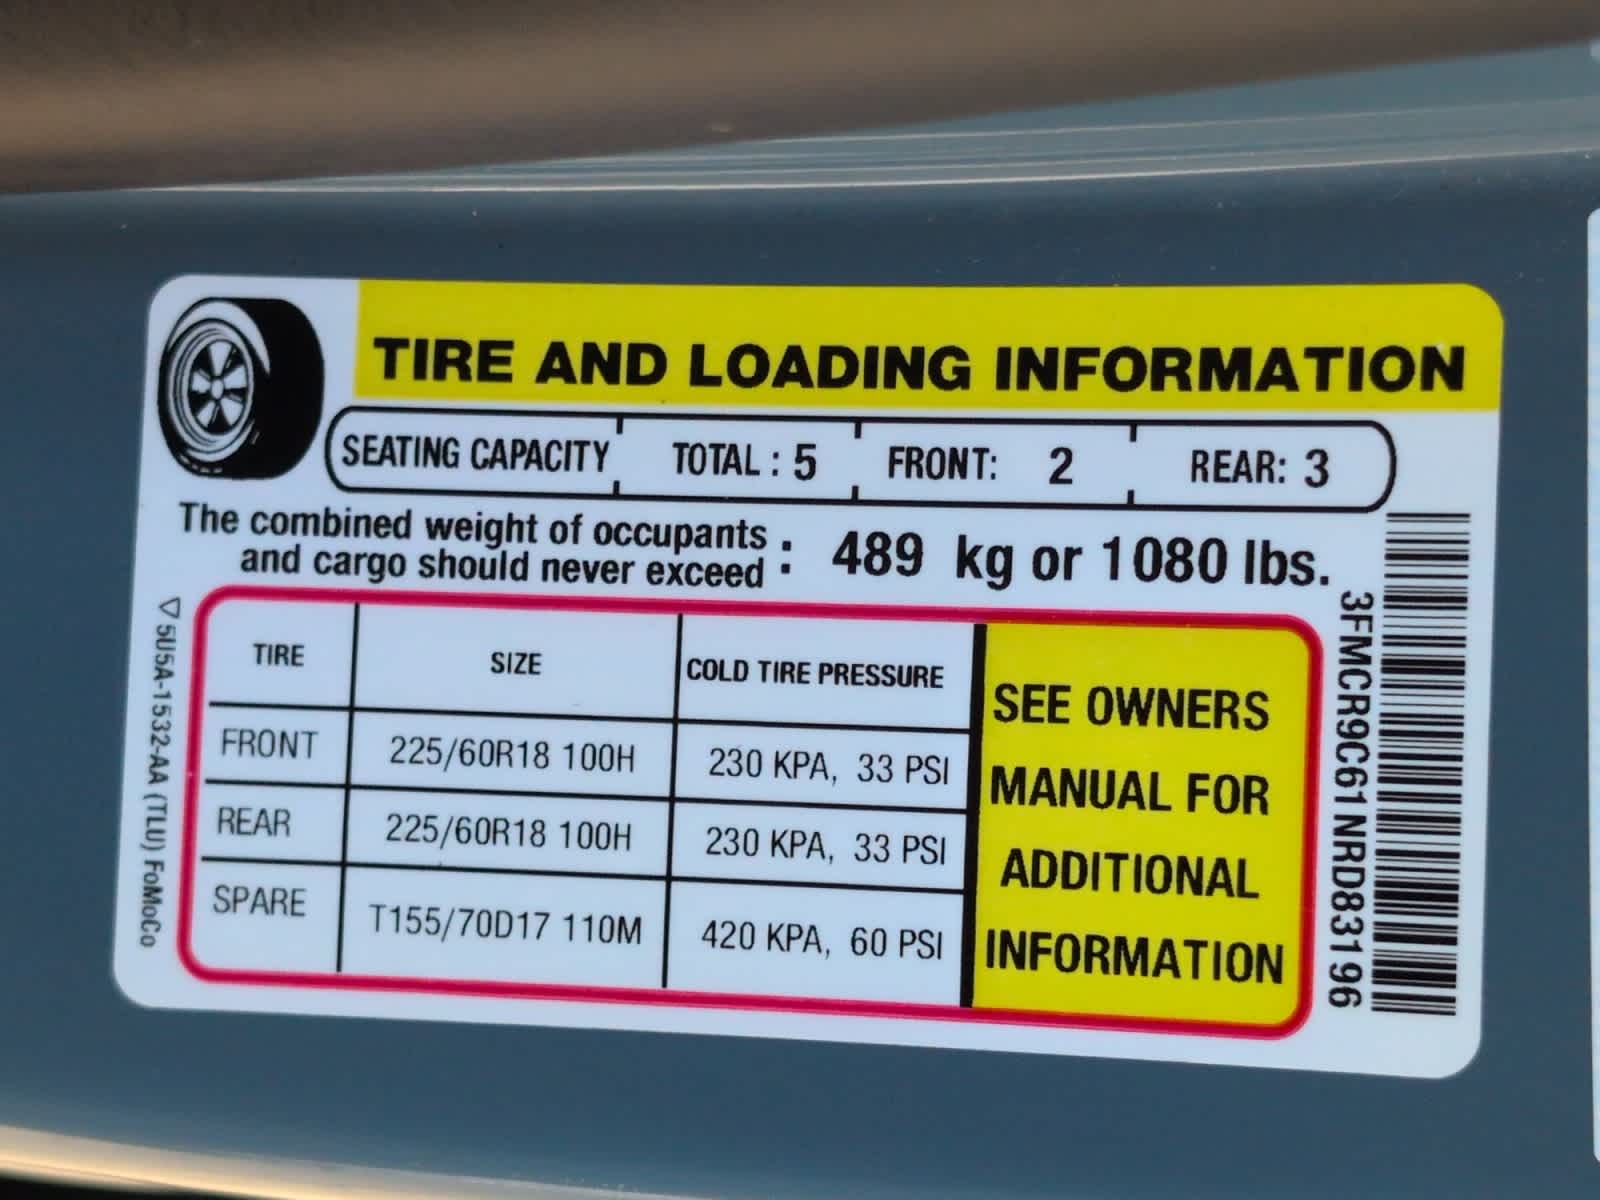 TIRE AND LOADING INFORMATION
SEATING CAPACITY TOTAL : 5 FRONT: 2 REAR: 3
The combined weight of occupants
and cargo should never exceed : 489 kg or 1080 lbs.
TIRE SIZE COLD TIRE PRESSURE
FRONT 225/60R18 100H 230 KPA, 33 PSI
REAR 225/60R18 100H 230 KPA, 33 PSI
SPARE T155/70D17 110M 420 KPA, 60 PSI
SEE OWNERS
MANUAL FOR
ADDITIONAL
INFORMATION
3FMCR9C61NRD83196
5U5A-1532-AA (TLU) FoMoCo